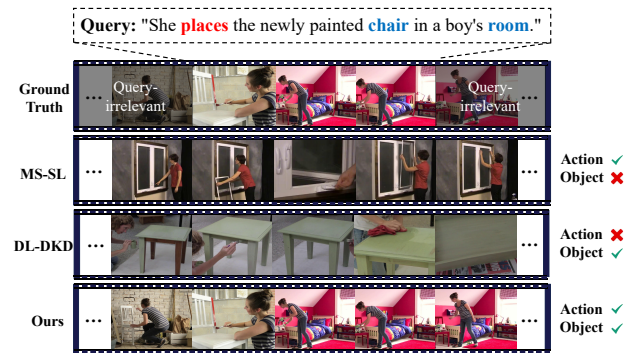 Query: "She places the newly painted chair in a boy's room."
Ground
Truth
...
Query-
irrelevant
Query-
irrelevant
...
MS-SL
...
...
Action ✓
Object ✗
DL-DKD
...
...
Action ✗
Object ✓
Ours
...
...
Action ✓
Object ✓